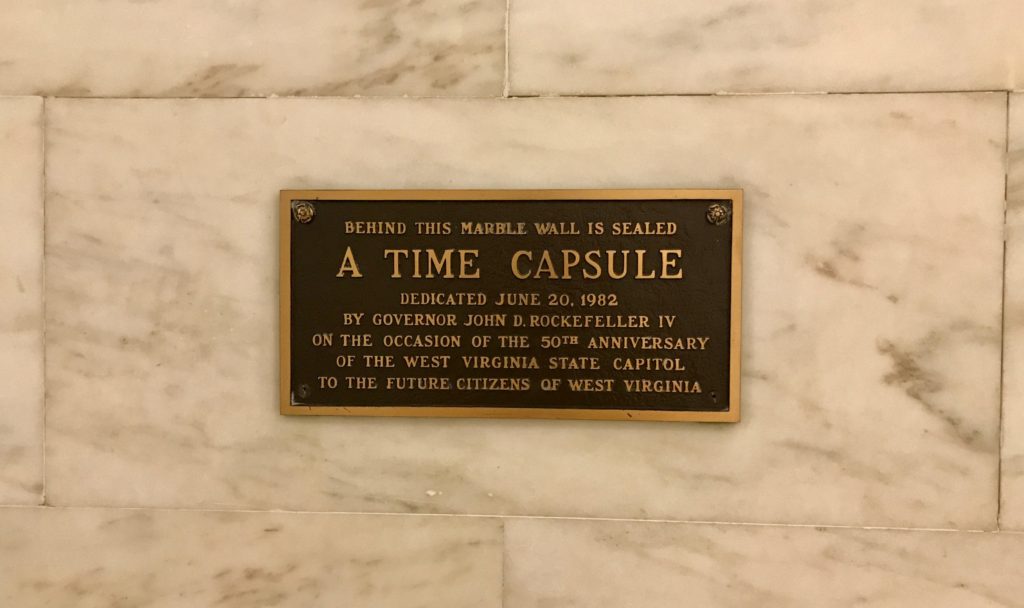 BEHIND THIS MARBLE WALL IS SEALED
A TIME CAPSULE
DEDICATED JUNE 20, 1982
BY GOVERNOR JOHN D. ROCKEFELLER IV
ON THE OCCASION OF THE 50TH ANNIVERSARY
OF THE WEST VIRGINIA STATE CAPITOL
TO THE FUTURE CITIZENS OF WEST VIRGINIA